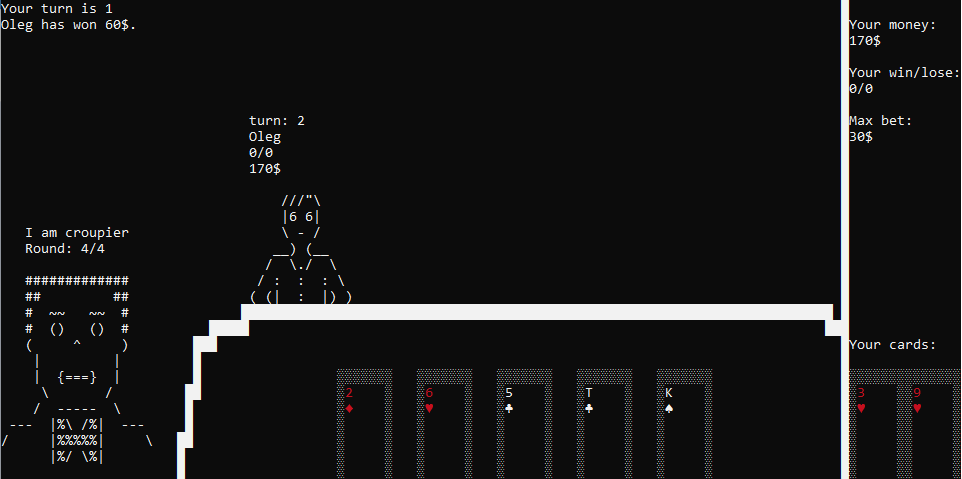 Your turn is 1
Oleg has won 60$.
Your money:
170$
Your win/lose:
0/0
Max bet:
30$
turn: 2
Oleg
0/0
170$
I am croupier
Round: 4/4
Your cards:
2 6 5 T K
♦ ♥ ♣ ♣ ♠
3 9
♥ ♥